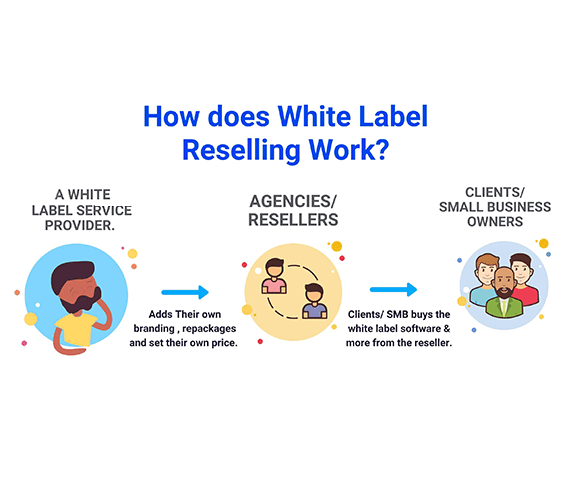 How does White Label
Reselling Work?
A WHITE
LABEL SERVICE
PROVIDER.
Adds Their own
branding , repackages
and set their own price.
AGENCIES/
RESELLERS
Clients/ SMB buys the
white label software &
more from the reseller.
CLIENTS/
SMALL BUSINESS
OWNERS